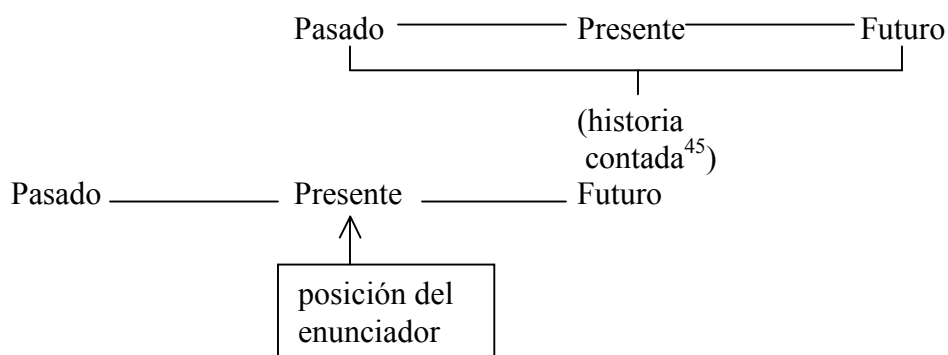 Pasado Presente Futuro
(historia
contada45)
Pasado Presente Futuro
posición del
enunciador